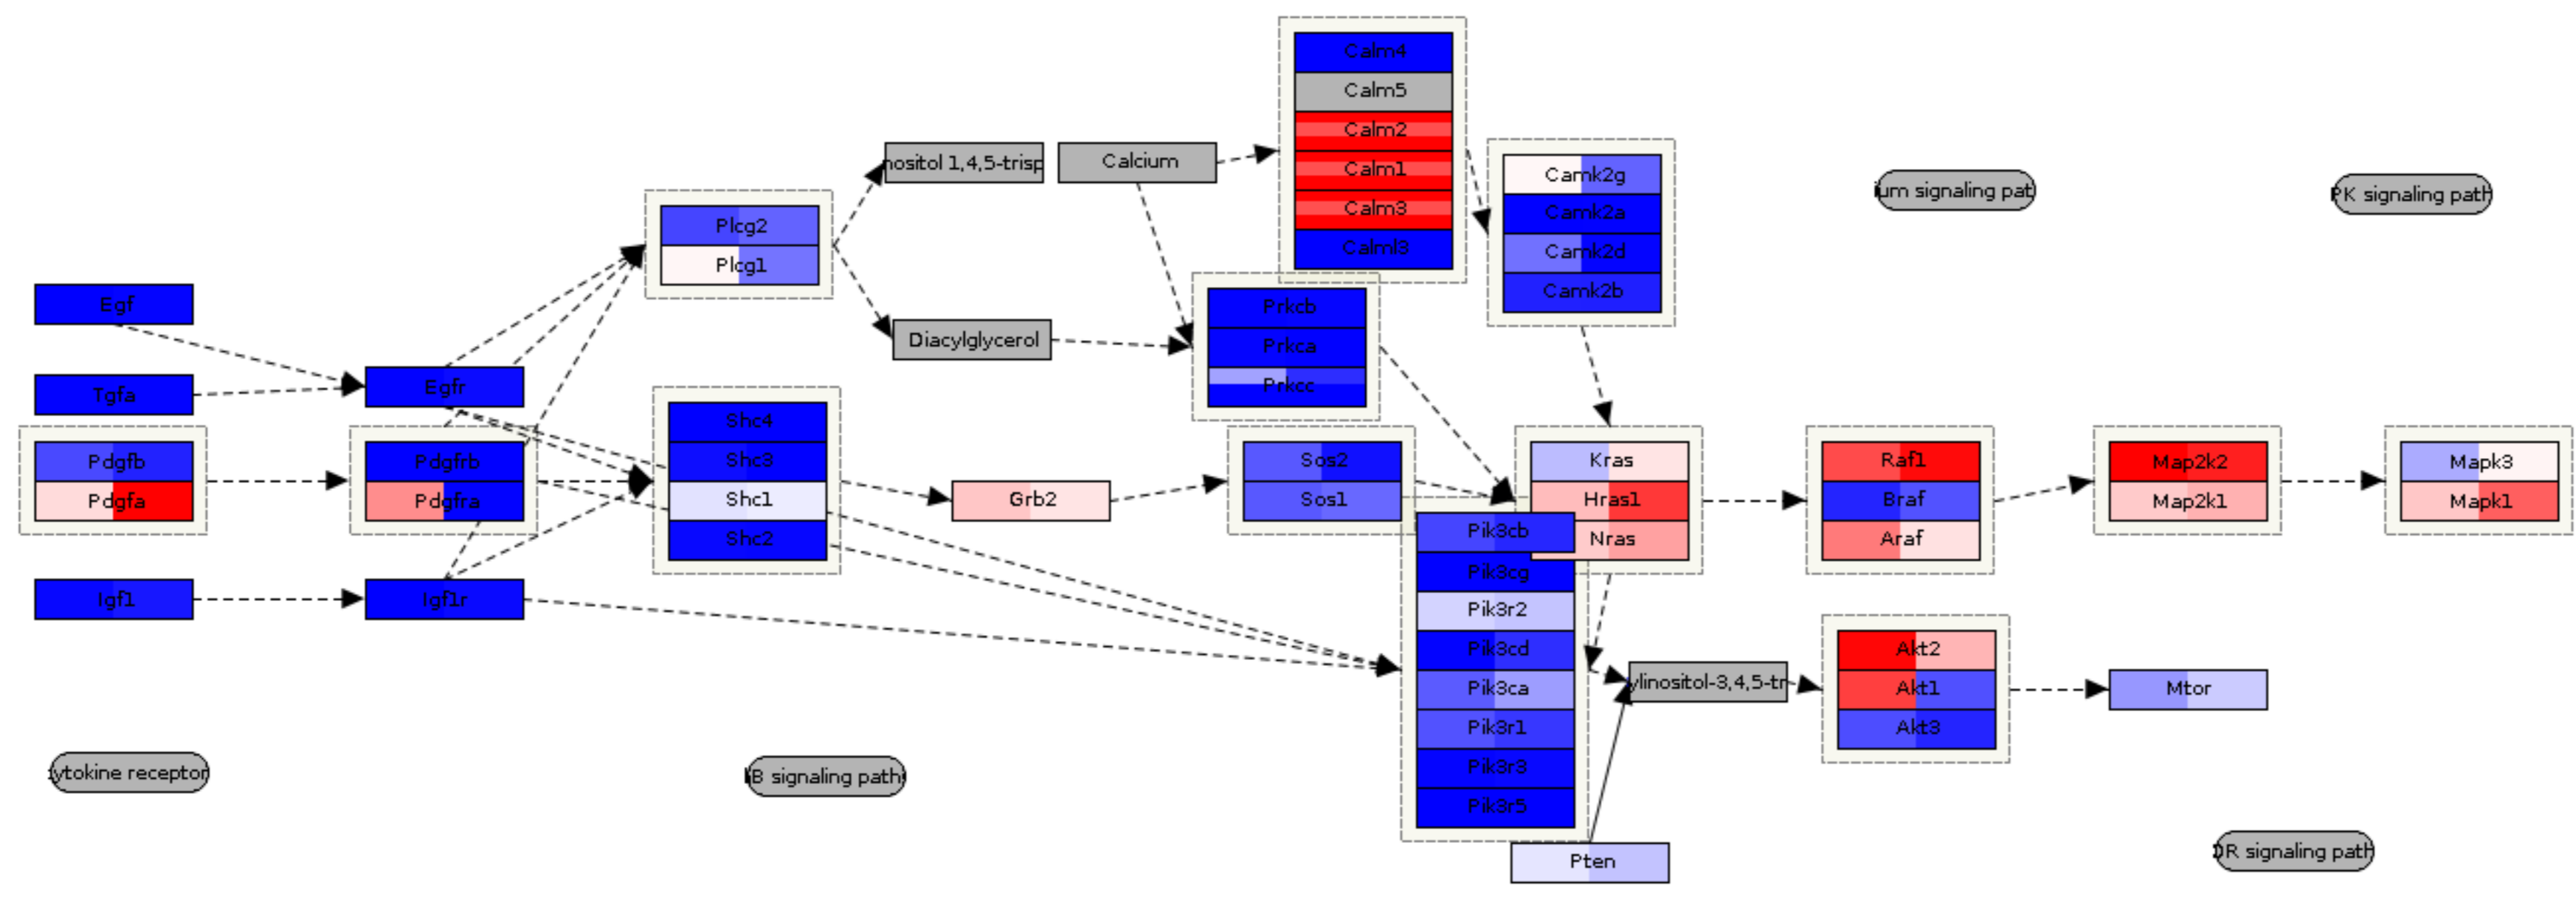 Calm4
Calm5
Calm2
Calm1
Calm3
Calml3
nositol 1,4,5-trisp
Calcium
Camk2g
Camk2a
Camk2d
Camk2b
ium signaling pat
PK signaling path
Plcg2
Plcg1
Egf
Tgfa
Egfr
Diacylglycerol
Prkcb
Prkca
Prkcc
Pdgfb
Pdgfa
Pdgfrb
Pdgfra
Shc4
Shc3
Shc1
Shc2
Grb2
Sos2
Sos1
Kras
Hras1
Nras
Raf1
Braf
Araf
Map2k2
Map2k1
Mapk3
Mapk1
Igf1
Igf1r
Pik3cb
Pik3cg
Pik3r2
Pik3cd
Pik3ca
Pik3r1
Pik3r3
Pik3r5
ylinositol-3,4,5-tr
Akt2
Akt1
Akt3
Mtor
ytokine receptor
B signaling path
Pten
OR signaling path